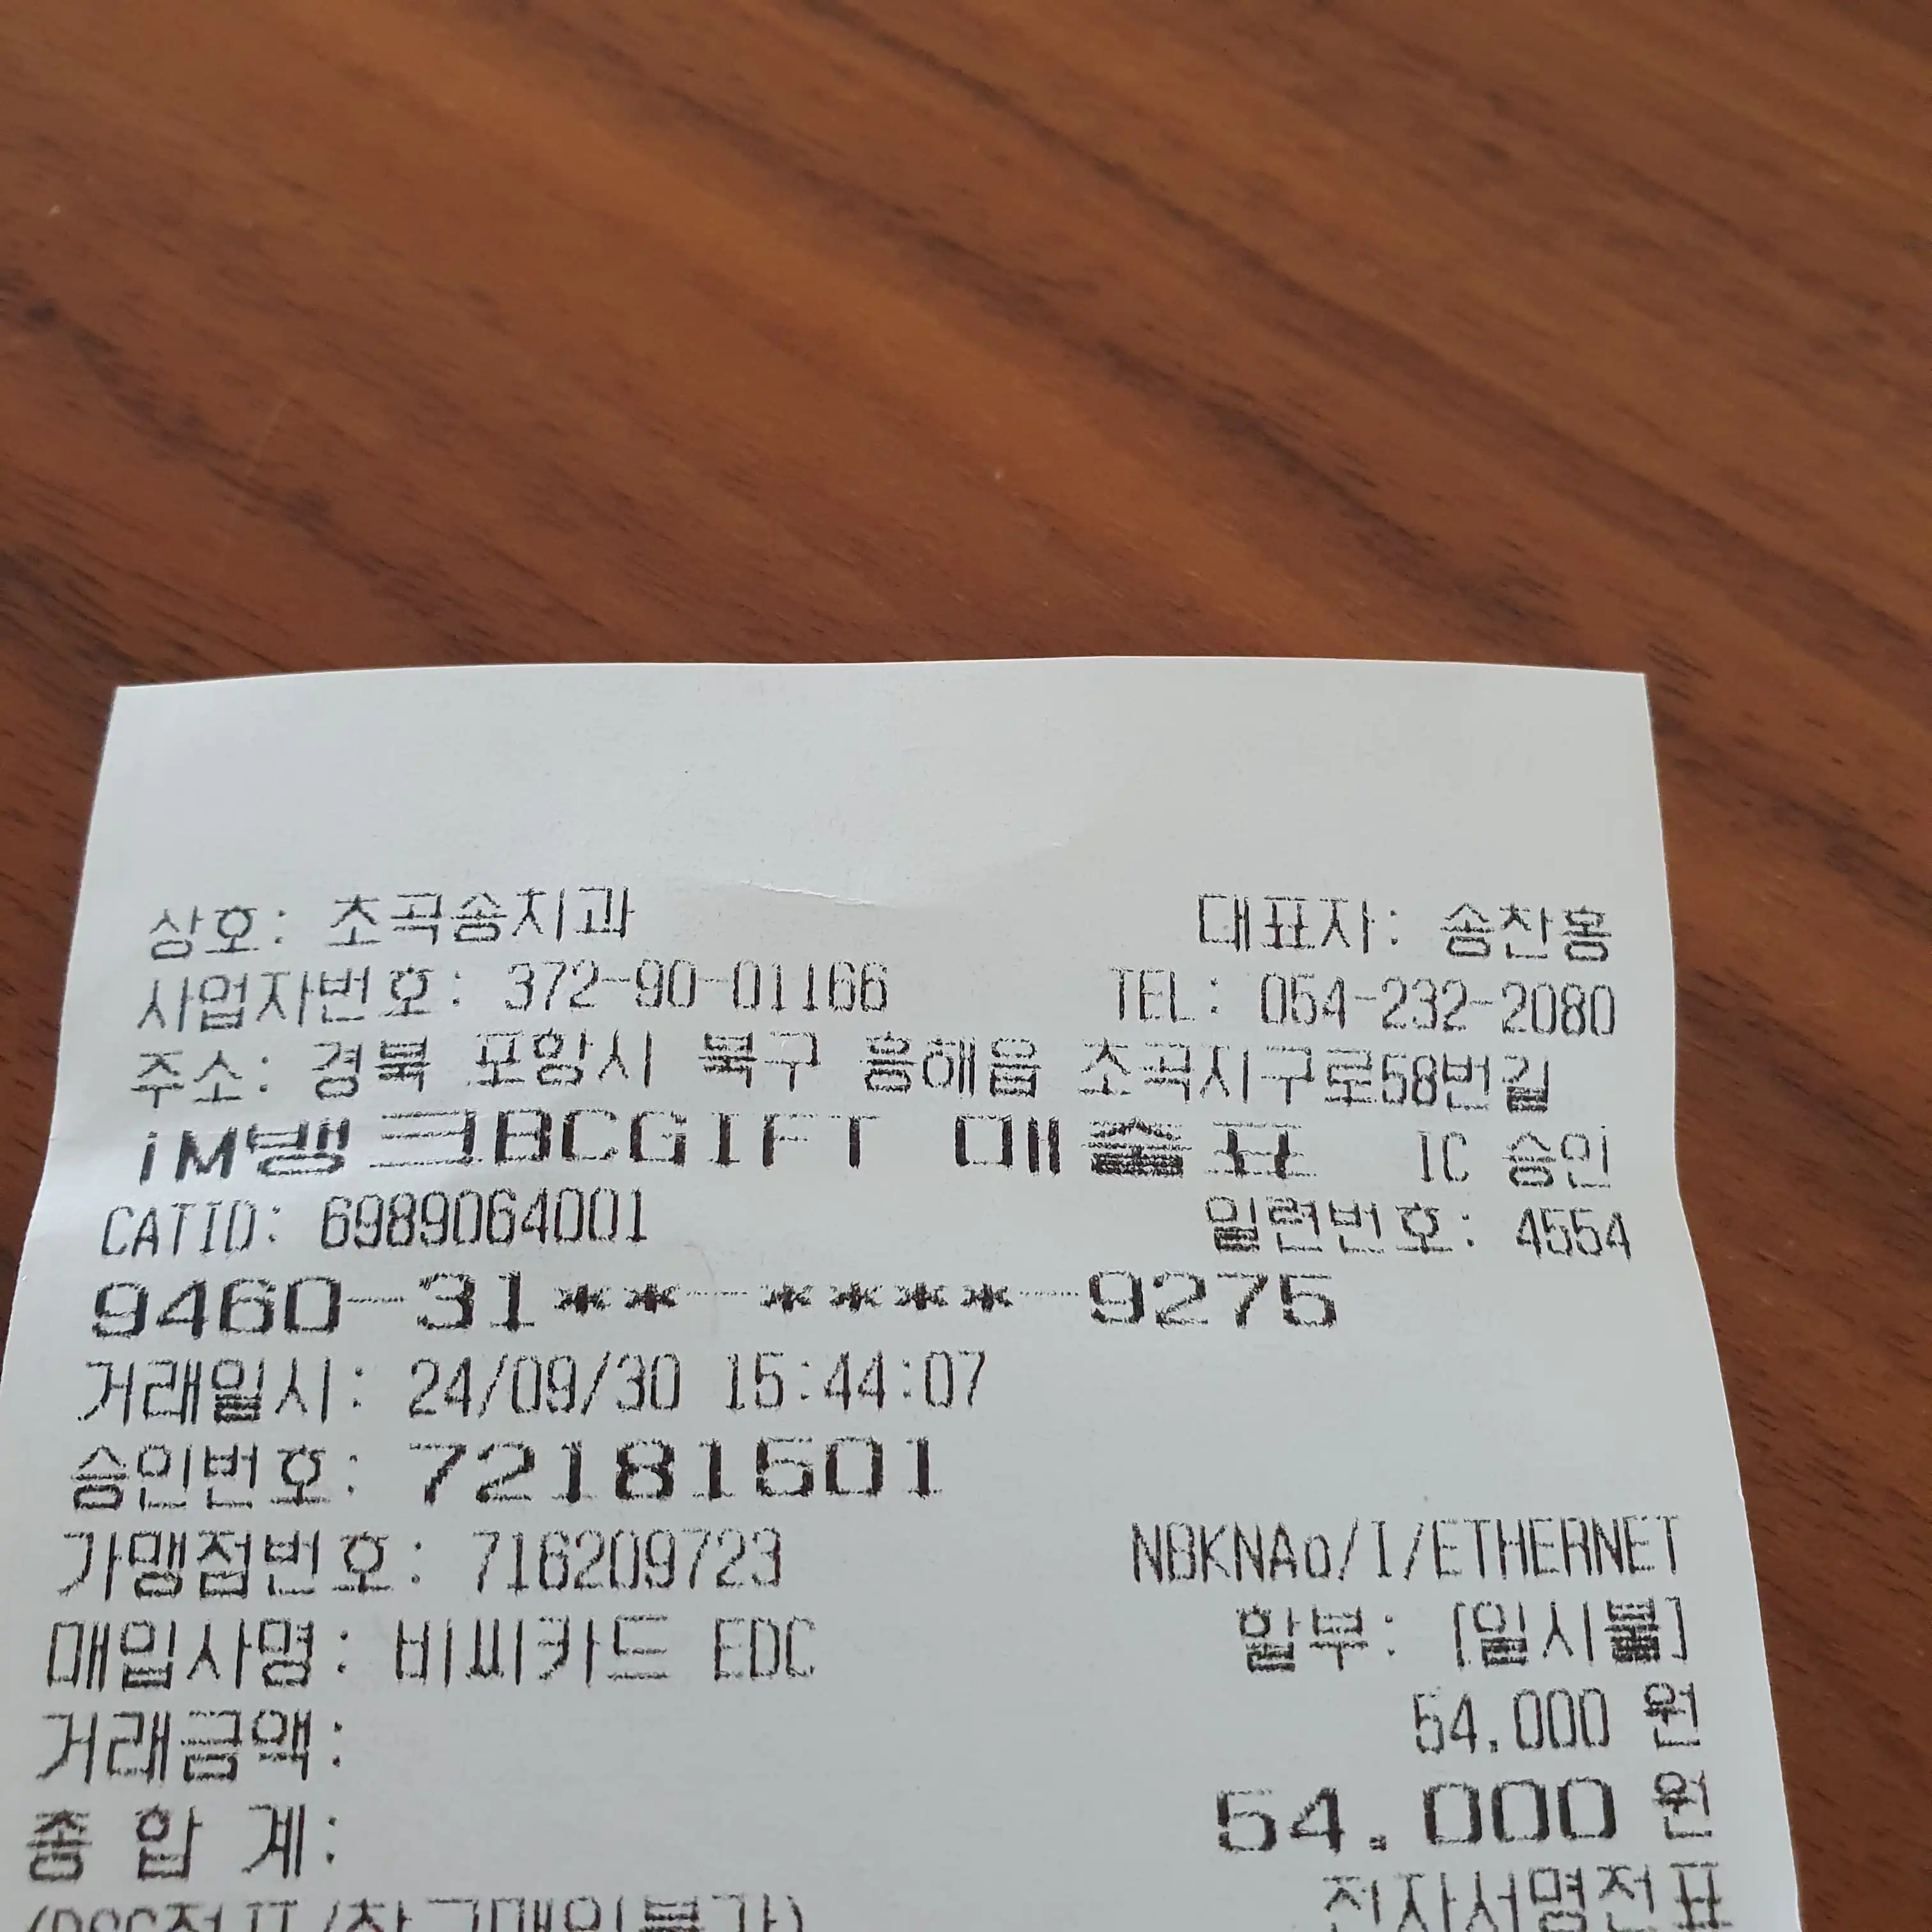 상호: 초곡송치과 대표자: 송찬홍
사업자번호: 372-90-01166 TEL: 054-232-2080
주소: 경북 포항시 북구 흥해읍 초곡지구로58번길
iM뱅크BCGIFT 매출표 IC 승인
CATID: 6989064001 일련번호: 4554
9460-31**-****-9275
거래일시: 24/09/30 15:44:07
승인번호: 72181501
가맹점번호: 716209723 NBKNAo/I/ETHERNET
매입사명: 비씨카드 EDC 할부: [일시불]
거래금액: 54,000 원
총 합 계: 54,000 원
전자서명전표